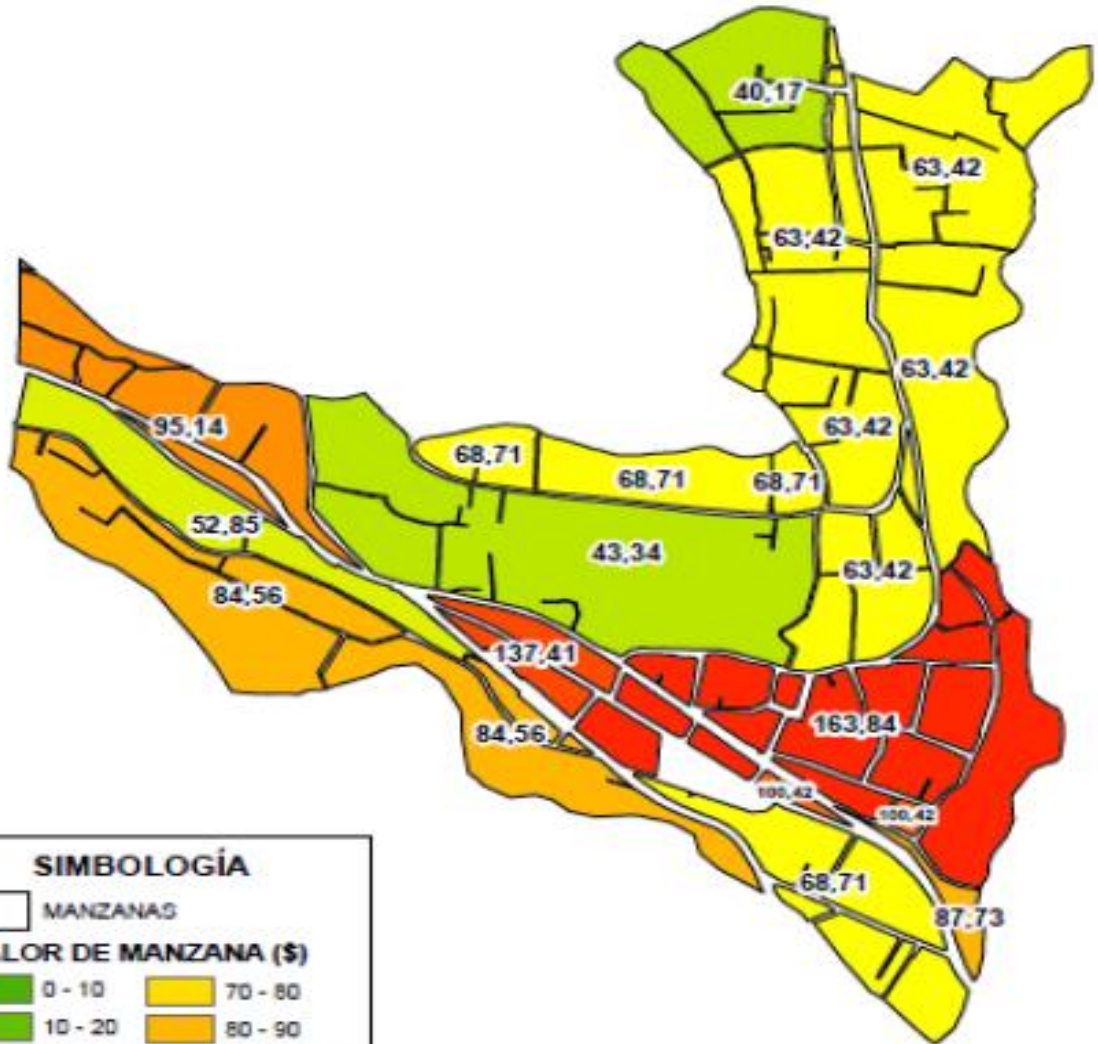 40,17
63,42
63,42
63,42
95,14
63,42
68,71
68,71
68,71
52,85
43,34
63,42
84,56
137,41
84,56
163,84
100,42
100,42
68,71
87,73
SIMBOLOGÍA
MANZANAS
ALOR DE MANZANA ($)
0 - 10
70 - 80
10 - 20
80 - 90